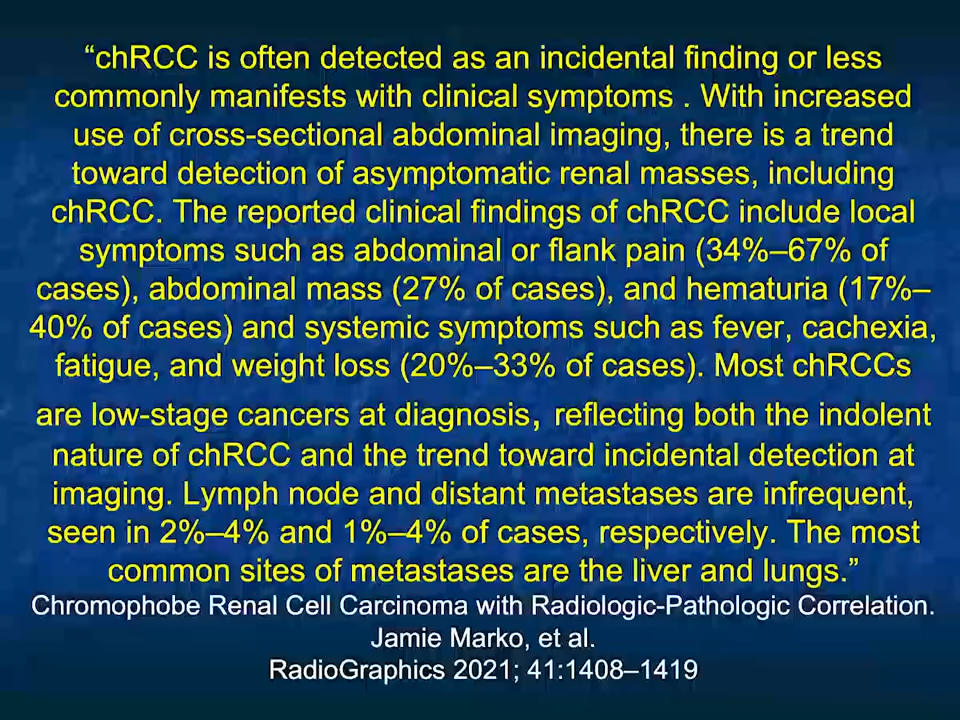 “chRCC is often detected as an incidental finding or less
commonly manifests with clinical symptoms . With increased
use of cross-sectional abdominal imaging, there is a trend
toward detection of asymptomatic renal masses, including
chRCC. The reported clinical findings of chRCC include local
symptoms such as abdominal or flank pain (34%–67% of
cases), abdominal mass (27% of cases), and hematuria (17%–
40% of cases) and systemic symptoms such as fever, cachexia,
fatigue, and weight loss (20%–33% of cases). Most chRCCs
are low-stage cancers at diagnosis, reflecting both the indolent
nature of chRCC and the trend toward incidental detection at
imaging. Lymph node and distant metastases are infrequent,
seen in 2%–4% and 1%–4% of cases, respectively. The most
common sites of metastases are the liver and lungs.”
Chromophobe Renal Cell Carcinoma with Radiologic-Pathologic Correlation.
Jamie Marko, et al.
RadioGraphics 2021; 41:1408–1419